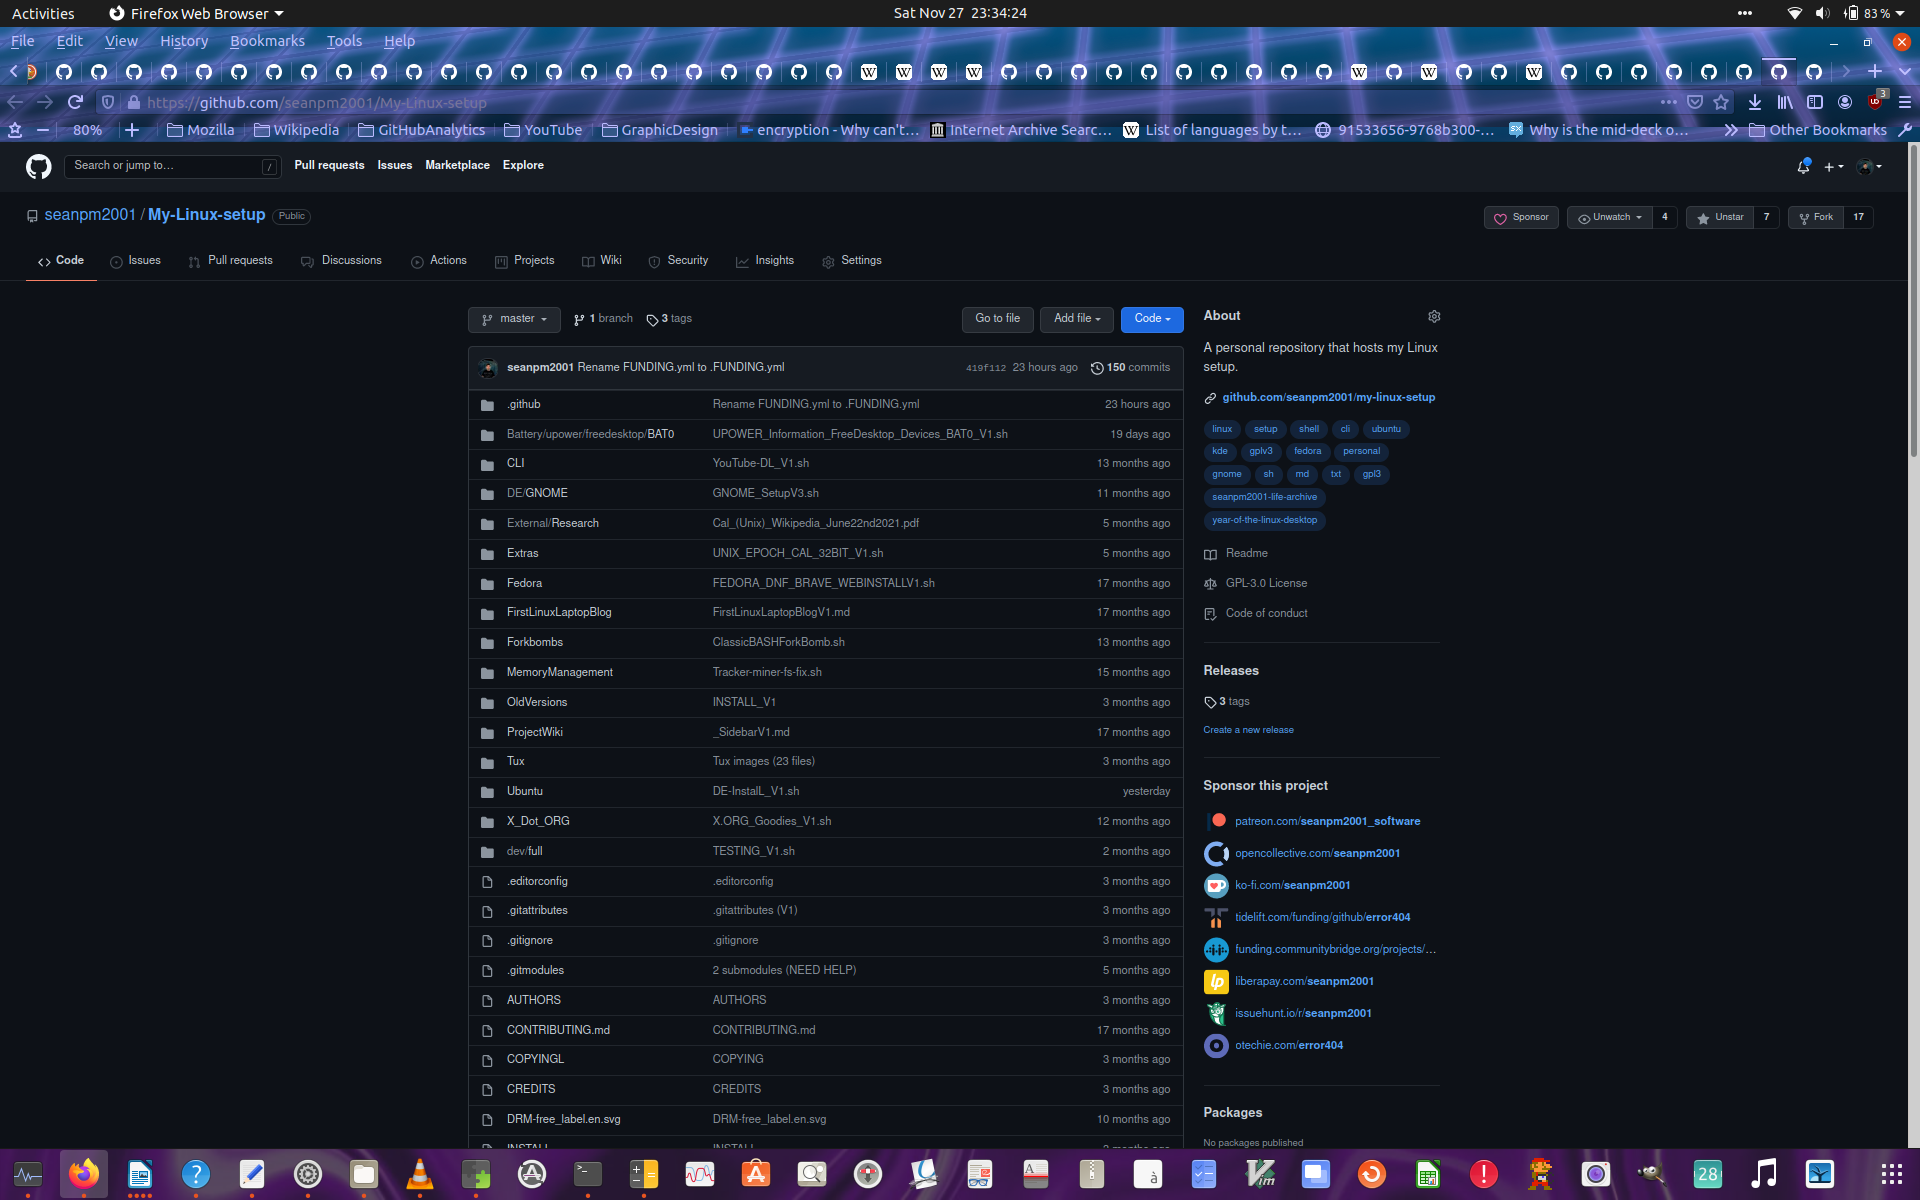 Activities Firefox Web Browser Sat Nov 27 23:34:24 83 %
File Edit View History Bookmarks Tools Help
https://github.com/seanpm2001/My-Linux-setup 3
80% Mozilla Wikipedia GitHubAnalytics YouTube GraphicDesign encryption - Why can't… Internet Archive Searc… List of languages by t… 91533656-9768b300-… Why is the mid-deck o… Other Bookmarks
Search or jump to… / Pull requests Issues Marketplace Explore
seanpm2001 / My-Linux-setup Public Sponsor Unwatch 4 Unstar 7 Fork 17
Code Issues Pull requests Discussions Actions Projects Wiki Security Insights Settings
master 1 branch 3 tags Go to file Add file Code
seanpm2001 Rename FUNDING.yml to .FUNDING.yml 419f112 23 hours ago 150 commits
.github Rename FUNDING.yml to .FUNDING.yml 23 hours ago
Battery/upower/freedesktop/BAT0 UPOWER_Information_FreeDesktop_Devices_BAT0_V1.sh 19 days ago
CLI YouTube-DL_V1.sh 13 months ago
DE/GNOME GNOME_SetupV3.sh 11 months ago
External/Research Cal_(Unix)_Wikipedia_June22nd2021.pdf 5 months ago
Extras UNIX_EPOCH_CAL_32BIT_V1.sh 5 months ago
Fedora FEDORA_DNF_BRAVE_WEBINSTALLV1.sh 17 months ago
FirstLinuxLaptopBlog FirstLinuxLaptopBlogV1.md 17 months ago
Forkbombs ClassicBASHForkBomb.sh 13 months ago
MemoryManagement Tracker-miner-fs-fix.sh 15 months ago
OldVersions INSTALL_V1 3 months ago
ProjectWiki _SidebarV1.md 17 months ago
Tux Tux images (23 files) 3 months ago
Ubuntu DE-InstalL_V1.sh yesterday
X_Dot_ORG X.ORG_Goodies_V1.sh 12 months ago
dev/full TESTING_V1.sh 2 months ago
.editorconfig .editorconfig 3 months ago
.gitattributes .gitattributes (V1) 3 months ago
.gitignore .gitignore 3 months ago
.gitmodules 2 submodules (NEED HELP) 5 months ago
AUTHORS AUTHORS 3 months ago
CONTRIBUTING.md CONTRIBUTING.md 17 months ago
COPYINGL COPYING 3 months ago
CREDITS CREDITS 3 months ago
DRM-free_label.en.svg DRM-free_label.en.svg 10 months ago
About
A personal repository that hosts my Linux
setup.
github.com/seanpm2001/my-linux-setup
linux setup shell cli ubuntu
kde gplv3 fedora personal
gnome sh md txt gpl3
seanpm2001-life-archive
year-of-the-linux-desktop
Readme
GPL-3.0 License
Code of conduct
Releases
3 tags
Create a new release
Sponsor this project
patreon.com/seanpm2001_software
opencollective.com/seanpm2001
ko-fi.com/seanpm2001
tidelift.com/funding/github/error404
funding.communitybridge.org/projects/…
liberapay.com/seanpm2001
issuehunt.io/r/seanpm2001
otechie.com/error404
Packages
No packages published
28